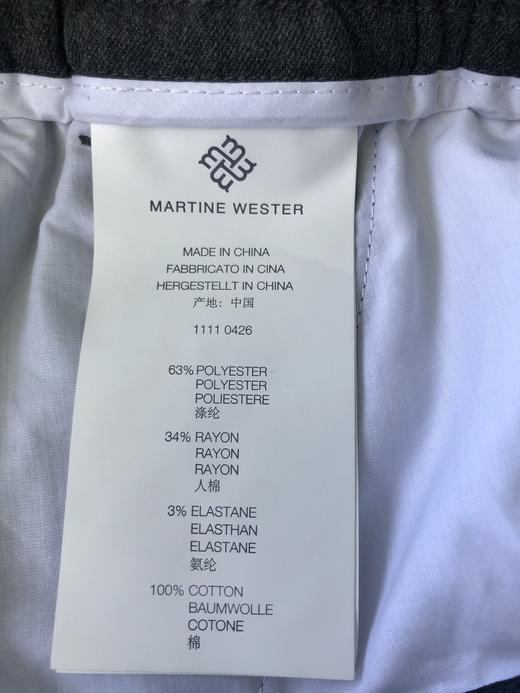 MARTINE WESTER
MADE IN CHINA
FABBRICATO IN CINA
HERGESTELLT IN CHINA
产地: 中国
1111 0426
63% POLYESTER
POLYESTER
POLIESTERE
涤纶
34% RAYON
RAYON
RAYON
人棉
3% ELASTANE
ELASTHAN
ELASTANE
氨纶
100% COTTON
BAUMWOLLE
COTONE
棉